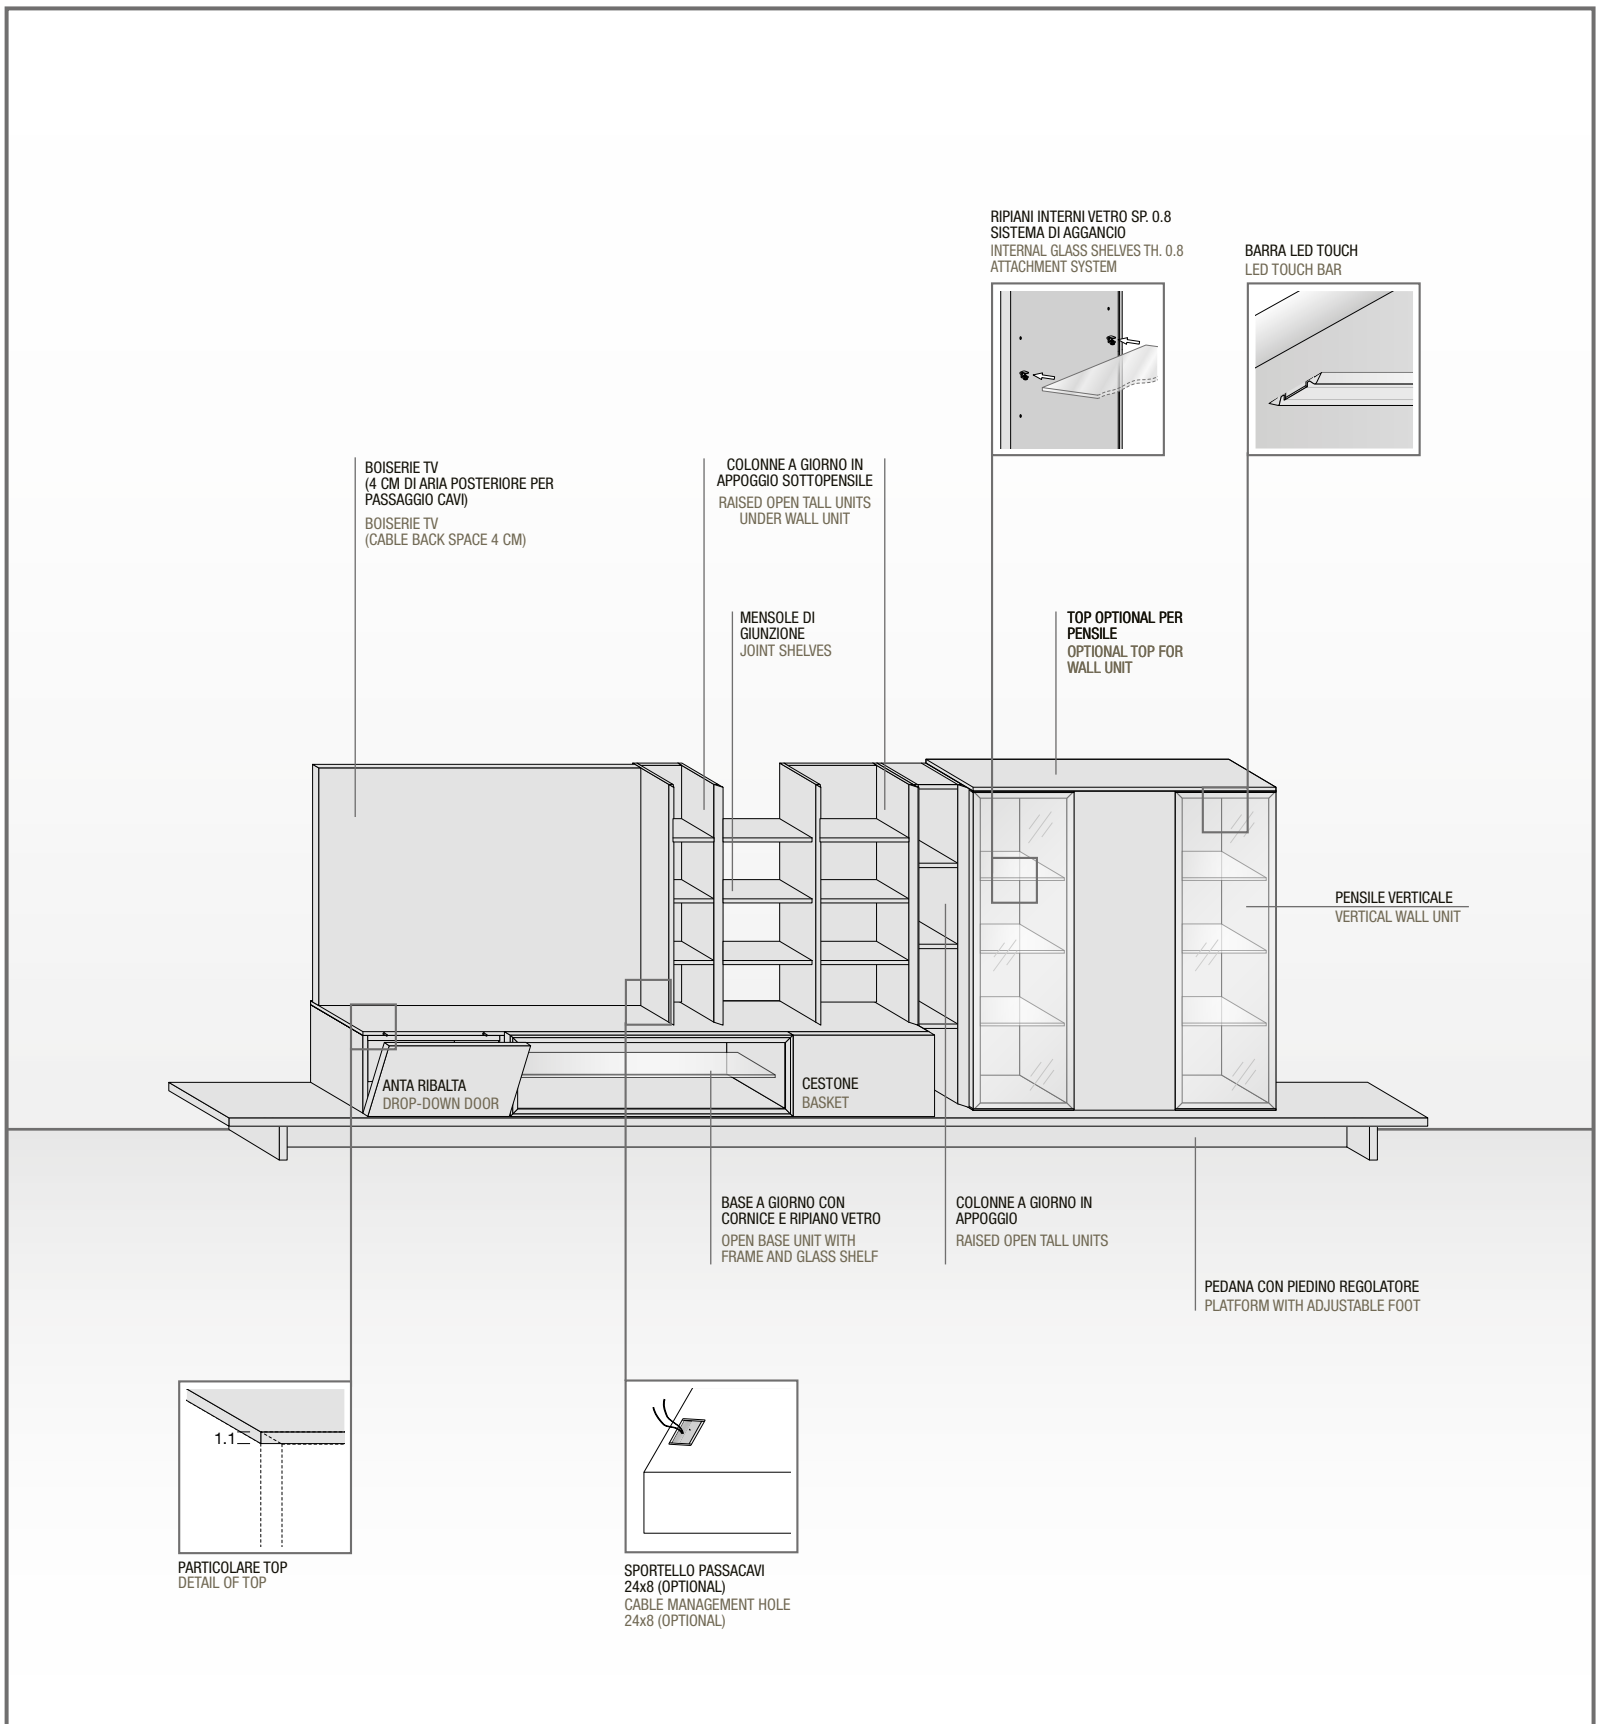 RIPIANI INTERNI VETRO SP. 0.8
SISTEMA DI AGGANCIO
INTERNAL GLASS SHELVES TH. 0.8
ATTACHMENT SYSTEM
BARRA LED TOUCH
LED TOUCH BAR
BOISERIE TV
(4 CM DI ARIA POSTERIORE PER
PASSAGGIO CAVI)
BOISERIE TV
(CABLE BACK SPACE 4 CM)
COLONNE A GIORNO IN
APPOGGIO SOTTOPENSILE
RAISED OPEN TALL UNITS
UNDER WALL UNIT
MENSOLE DI
GIUNZIONE
JOINT SHELVES
TOP OPTIONAL PER
PENSILE
OPTIONAL TOP FOR
WALL UNIT
PENSILE VERTICALE
VERTICAL WALL UNIT
ANTA RIBALTA
DROP-DOWN DOOR
CESTONE
BASKET
BASE A GIORNO CON
CORNICE E RIPIANO VETRO
OPEN BASE UNIT WITH
FRAME AND GLASS SHELF
COLONNE A GIORNO IN
APPOGGIO
RAISED OPEN TALL UNITS
PEDANA CON PIEDINO REGOLATORE
PLATFORM WITH ADJUSTABLE FOOT
1.1
PARTICOLARE TOP
DETAIL OF TOP
SPORTELLO PASSACAVI
24x8 (OPTIONAL)
CABLE MANAGEMENT HOLE
24x8 (OPTIONAL)